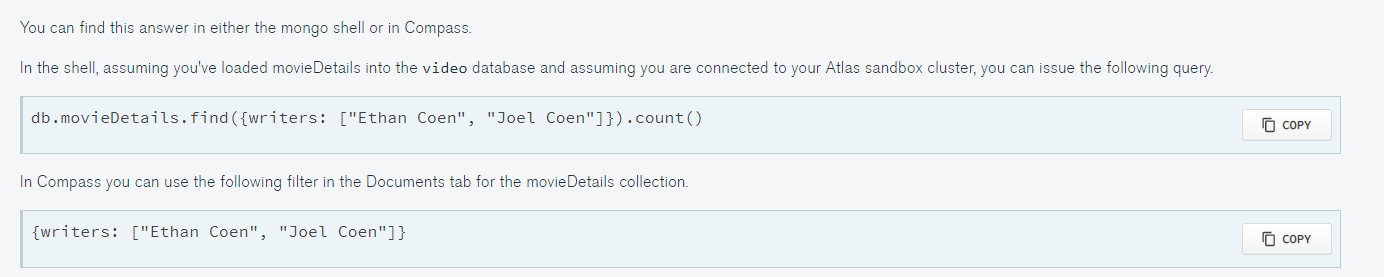 You can find this answer in either the mongo shell or in Compass.
In the shell, assuming you've loaded movieDetails into the video database and assuming you are connected to your Atlas sandbox cluster, you can issue the following query.
db.movieDetails.find({writers: ["Ethan Coen", "Joel Coen"]}).count()
COPY
In Compass you can use the following filter in the Documents tab for the movieDetails collection.
{writers: ["Ethan Coen", "Joel Coen"]}
COPY